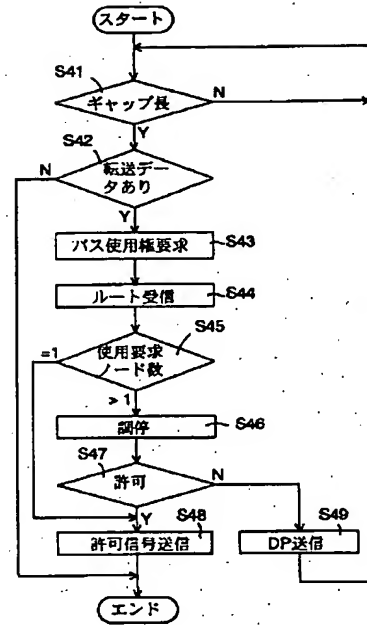 スタート
S41
ギャップ長
N
Y
S42
転送デー
タあり
N
Y
バス使用権要求
S43
ルート受信
S44
S45
使用要求
ノード数
=1
> 1
調停
S46
S47
許可
N
Y
S48
許可信号送信
S49
DP送信
エンド